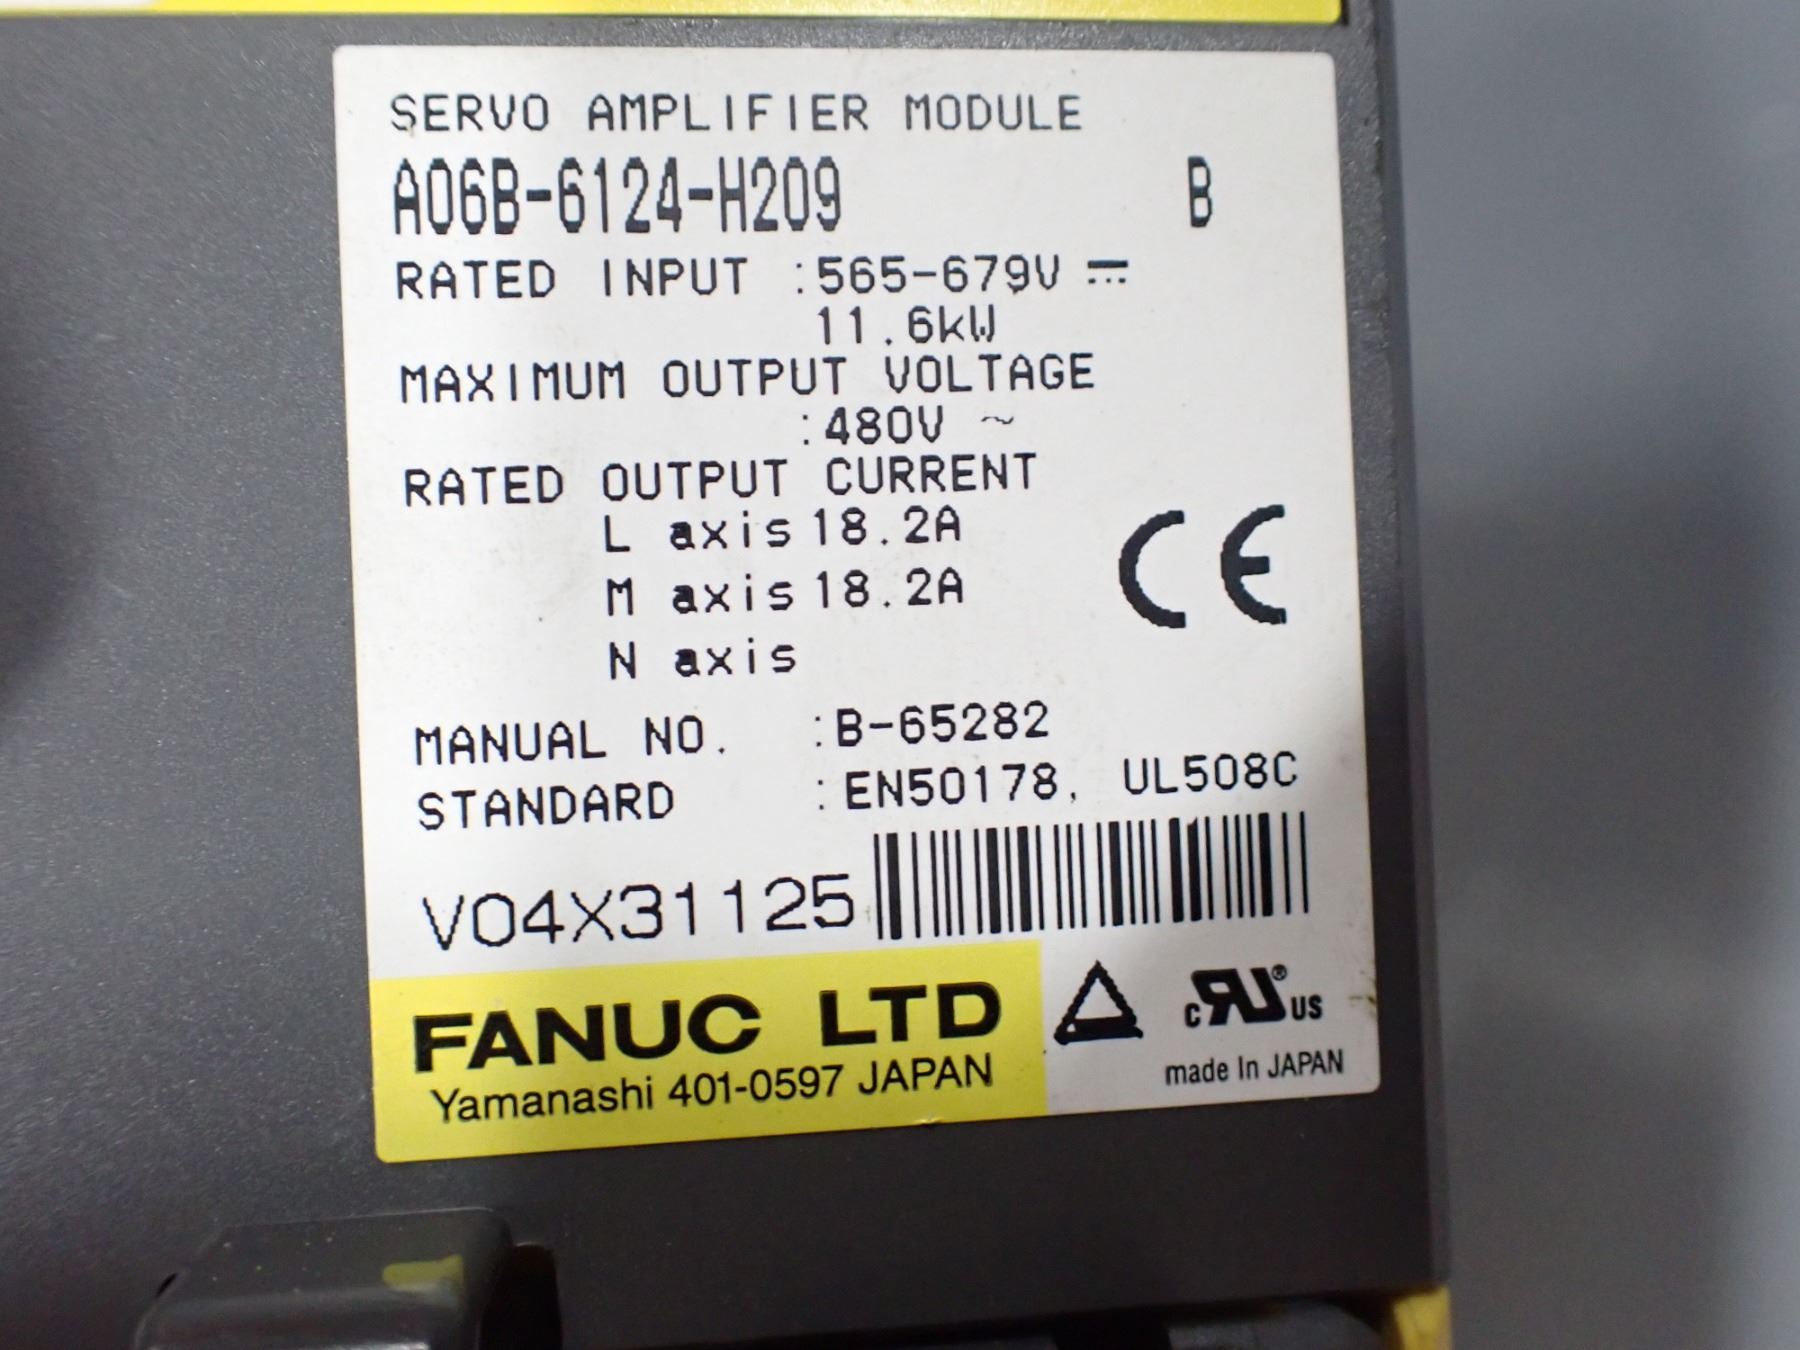 SERVO AMPLIFIER MODULE
A06B-6124-H209 B
RATED INPUT :565-679V ⎓
11.6kW
MAXIMUM OUTPUT VOLTAGE
:480V ~
RATED OUTPUT CURRENT
L axis 18.2A
M axis 18.2A
N axis
CE
MANUAL NO. :B-65282
STANDARD :EN50178, UL508C
V04X31125
FANUC LTD
Yamanashi 401-0597 JAPAN
c RU® US
made In JAPAN